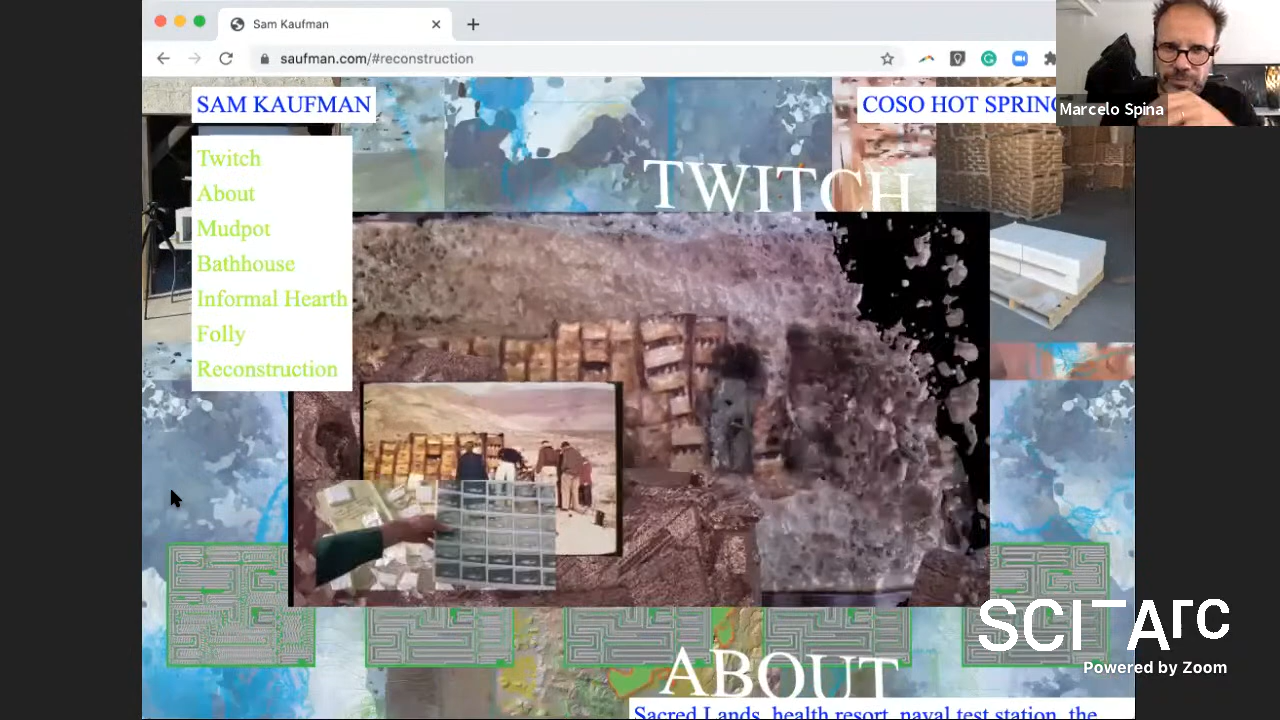 Sam Kaufman
saufman.com/#reconstruction
SAM KAUFMAN
COSO HOT SPRING
Marcelo Spina
Twitch
About
Mudpot
Bathhouse
Informal Hearth
Folly
Reconstruction
TWITCH
SCI-Arc
Powered by Zoom
ABOUT
Sacred Lands, health resort, naval test station, the